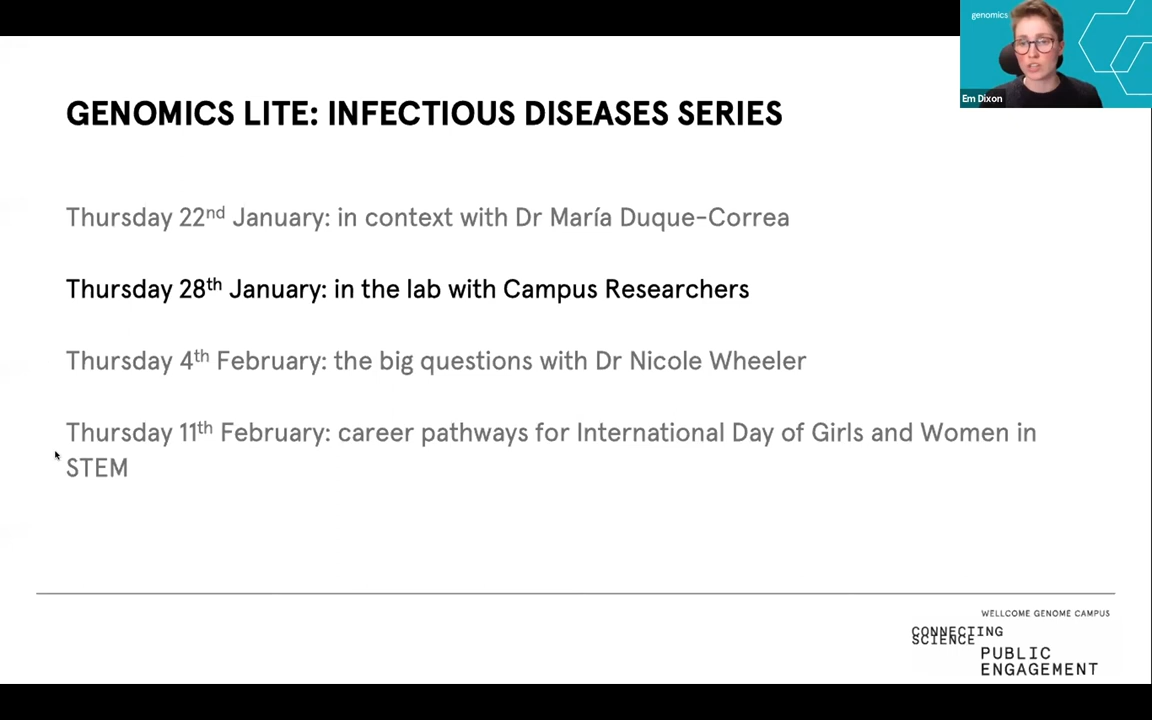 genomics
Em Dixon
GENOMICS LITE: INFECTIOUS DISEASES SERIES
Thursday 22nd January: in context with Dr María Duque-Correa
Thursday 28th January: in the lab with Campus Researchers
Thursday 4th February: the big questions with Dr Nicole Wheeler
Thursday 11th February: career pathways for International Day of Girls and Women in
STEM
WELLCOME GENOME CAMPUS
CONNECTING
SCIENCE
PUBLIC
ENGAGEMENT